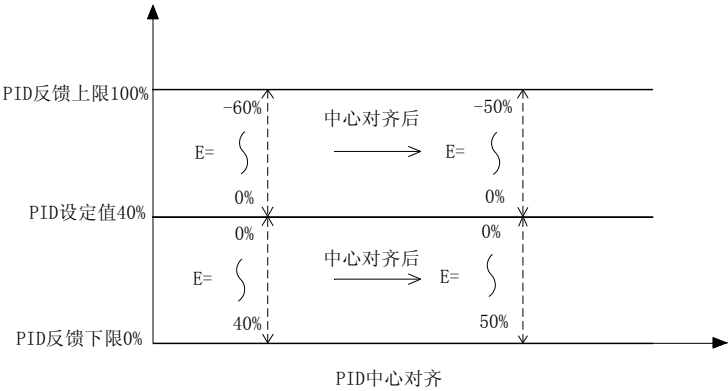 PID反馈上限100%
-60%
中心对齐后
-50%
E=
E=
0%
0%
PID设定值40%
0%
0%
中心对齐后
E=
E=
40%
50%
PID反馈下限0%
PID中心对齐